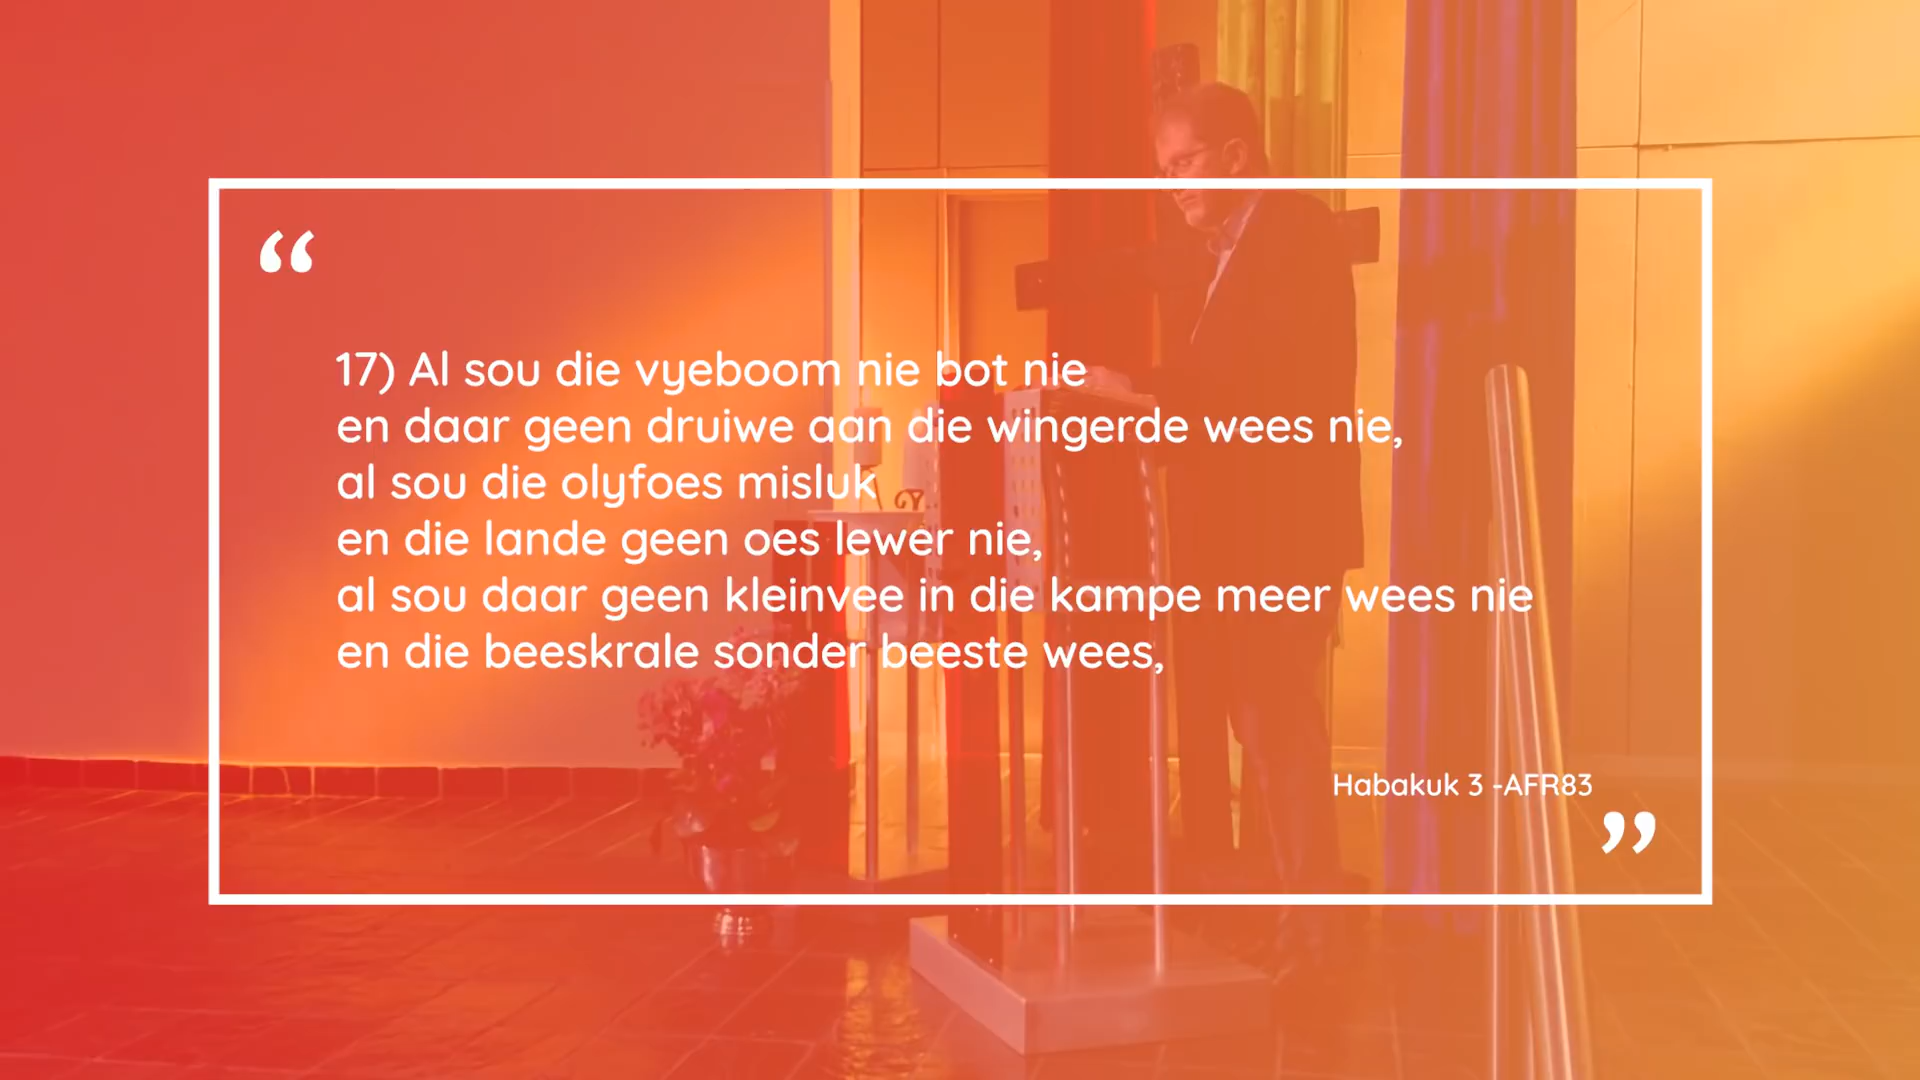 “
17) Al sou die vyeboom nie bot nie
en daar geen druiwe aan die wingerde wees nie,
al sou die olyfoes misluk
en die lande geen oes lewer nie,
al sou daar geen kleinvee in die kampe meer wees nie
en die beeskrale sonder beeste wees,
Habakuk 3 -AFR83
”